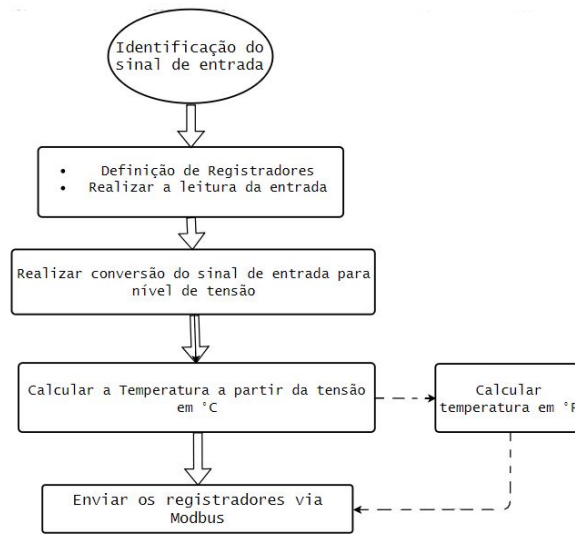 Identificação do
sinal de entrada
• Definição de Registradores
• Realizar a leitura da entrada
Realizar conversão do sinal de entrada para
nível de tensão
Calcular a Temperatura a partir da tensão
em °C
Calcular
temperatura em °F
Enviar os registradores via
Modbus